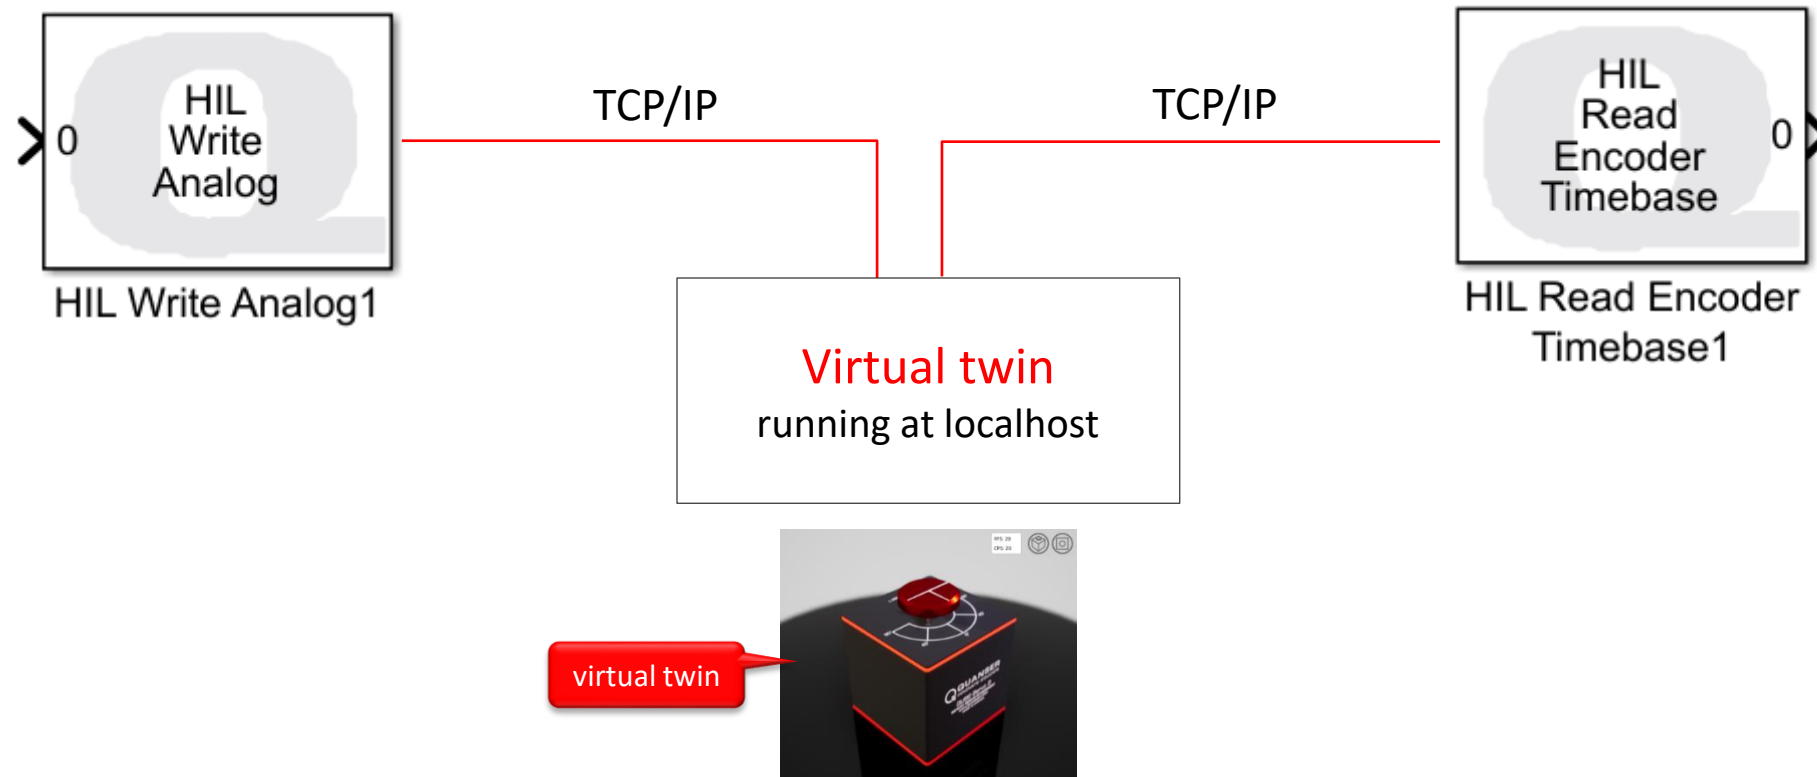 HIL
Write
Analog
0
HIL Write Analog1
TCP/IP
TCP/IP
HIL
Read
Encoder
Timebase
0
HIL Read Encoder
Timebase1
Virtual twin
running at localhost
virtual twin
QUANSER